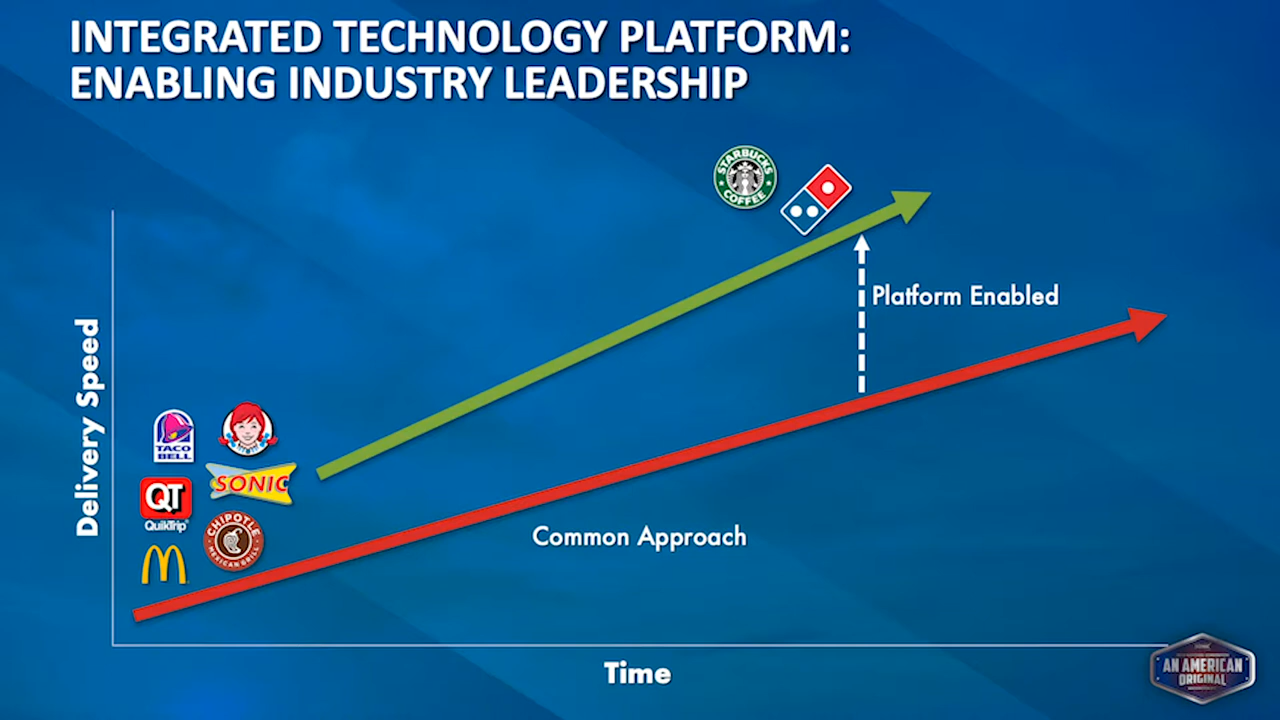 INTEGRATED TECHNOLOGY PLATFORM:
ENABLING INDUSTRY LEADERSHIP
STARBUCKS
COFFEE
Platform Enabled
Delivery Speed
TACO
BELL
SONIC
QT
QuikTrip
CHIPOTLE
MEXICAN GRILL
Common Approach
Time
AN AMERICAN
ORIGINAL